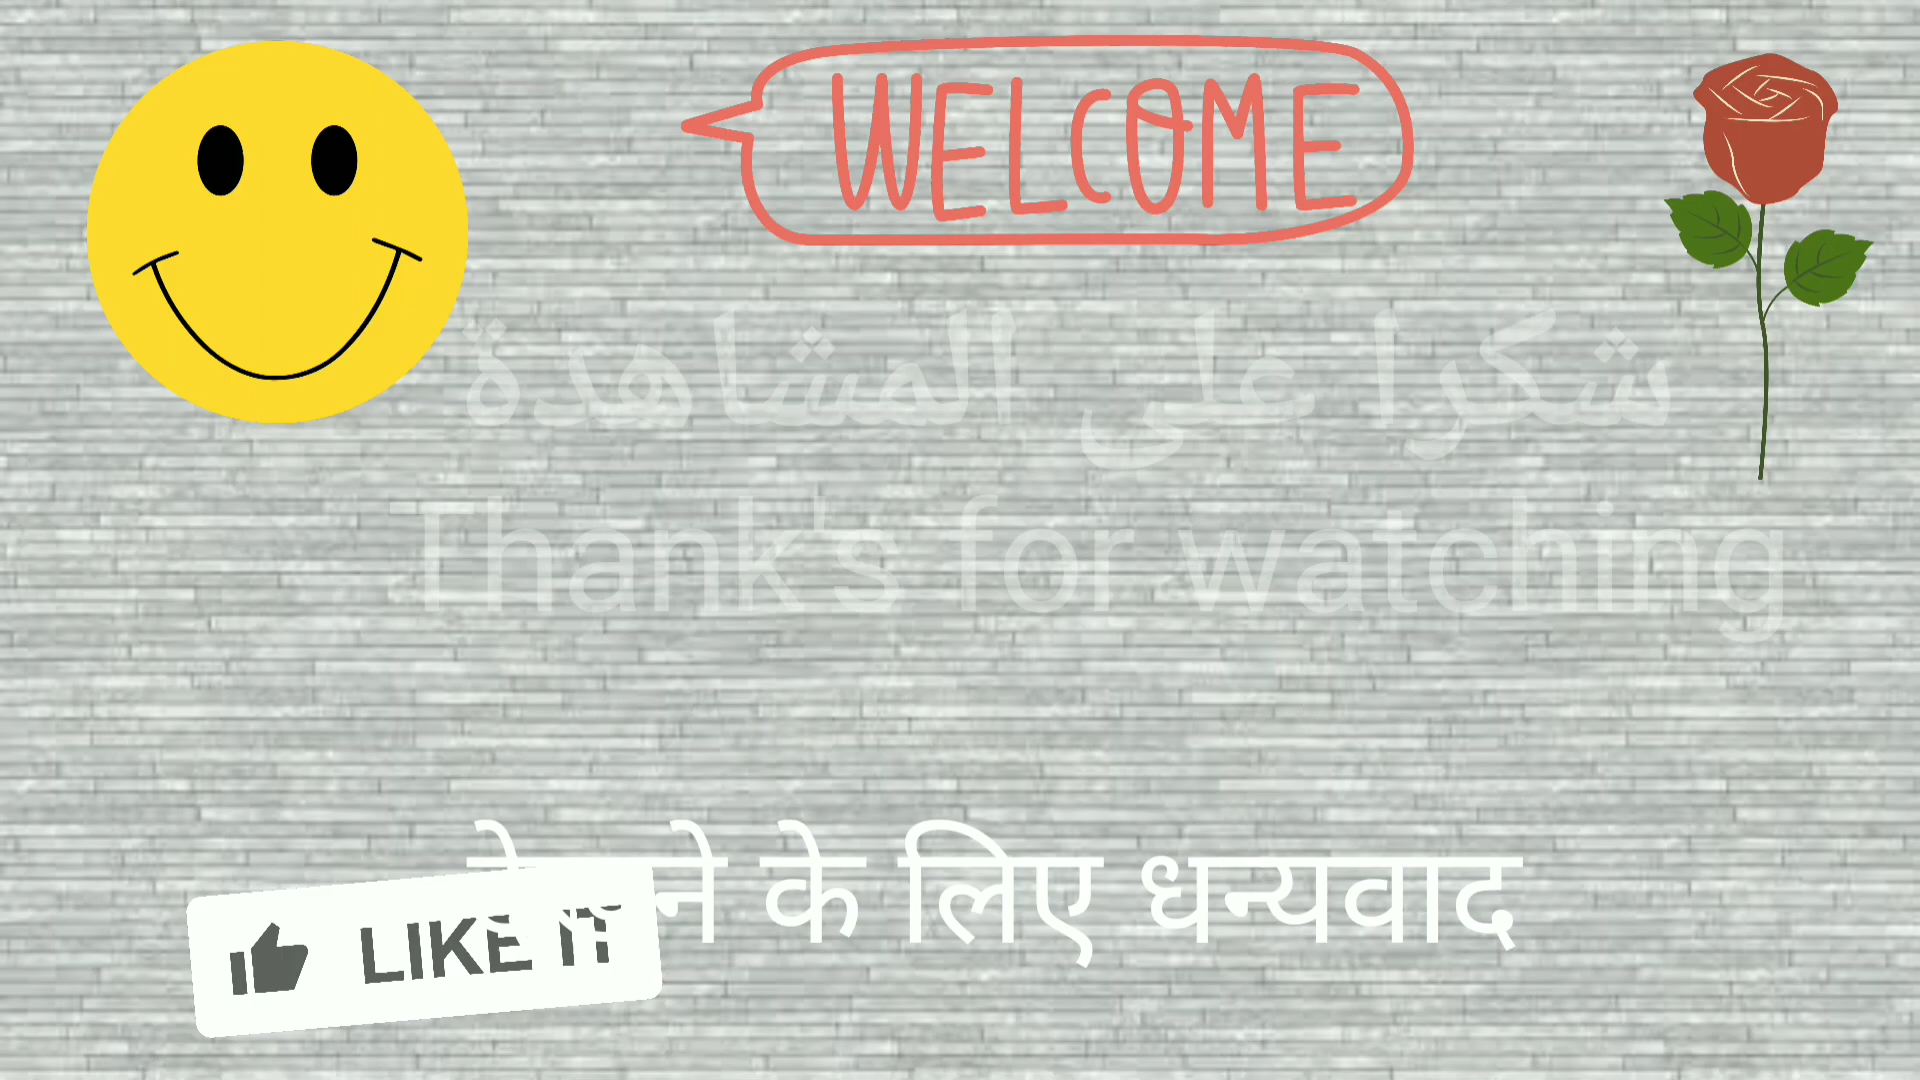 WELCOME
شكرا على المشاهدة
Thank's for watching
के लिए धन्यवाद
LIKE IT